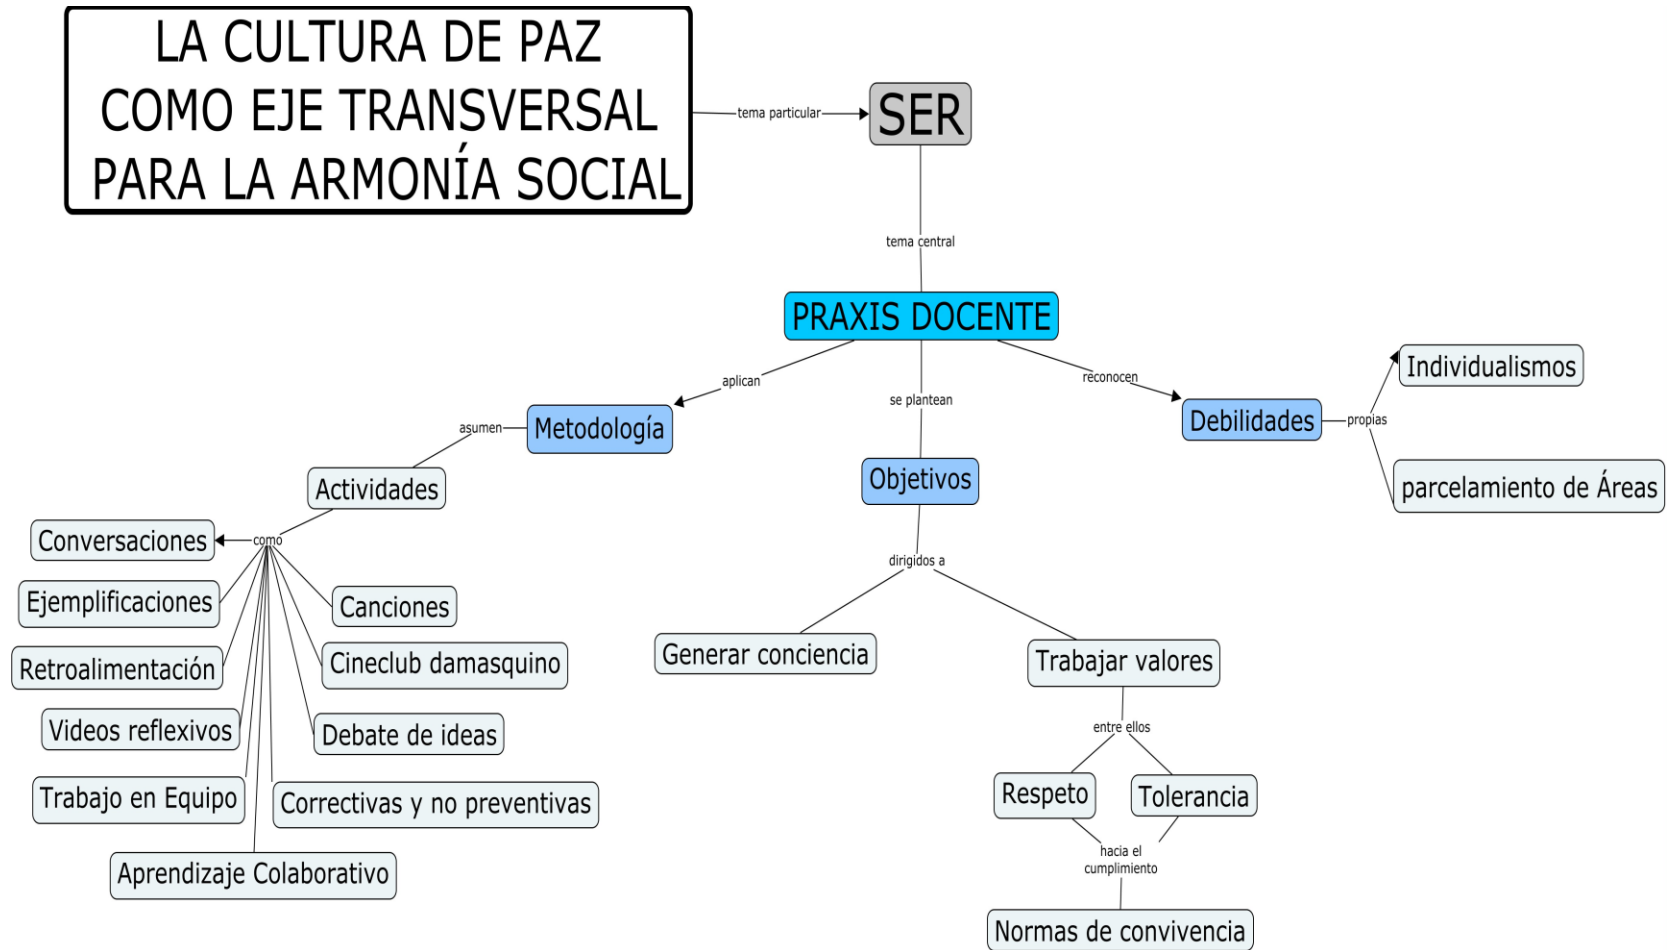 LA CULTURA DE PAZ
COMO EJE TRANSVERSAL
PARA LA ARMONÍA SOCIAL
tema particular
SER
tema central
PRAXIS DOCENTE
aplican
se plantean
reconocen
Metodología
Objetivos
Debilidades
propias
Individualismos
parcelamiento de Áreas
asumen
Actividades
como
Conversaciones
Ejemplificaciones
Retroalimentación
Videos reflexivos
Trabajo en Equipo
Aprendizaje Colaborativo
Canciones
Cineclub damasquino
Debate de ideas
Correctivas y no preventivas
dirigidos a
Generar conciencia
Trabajar valores
entre ellos
Respeto
Tolerancia
hacia el
cumplimiento
Normas de convivencia